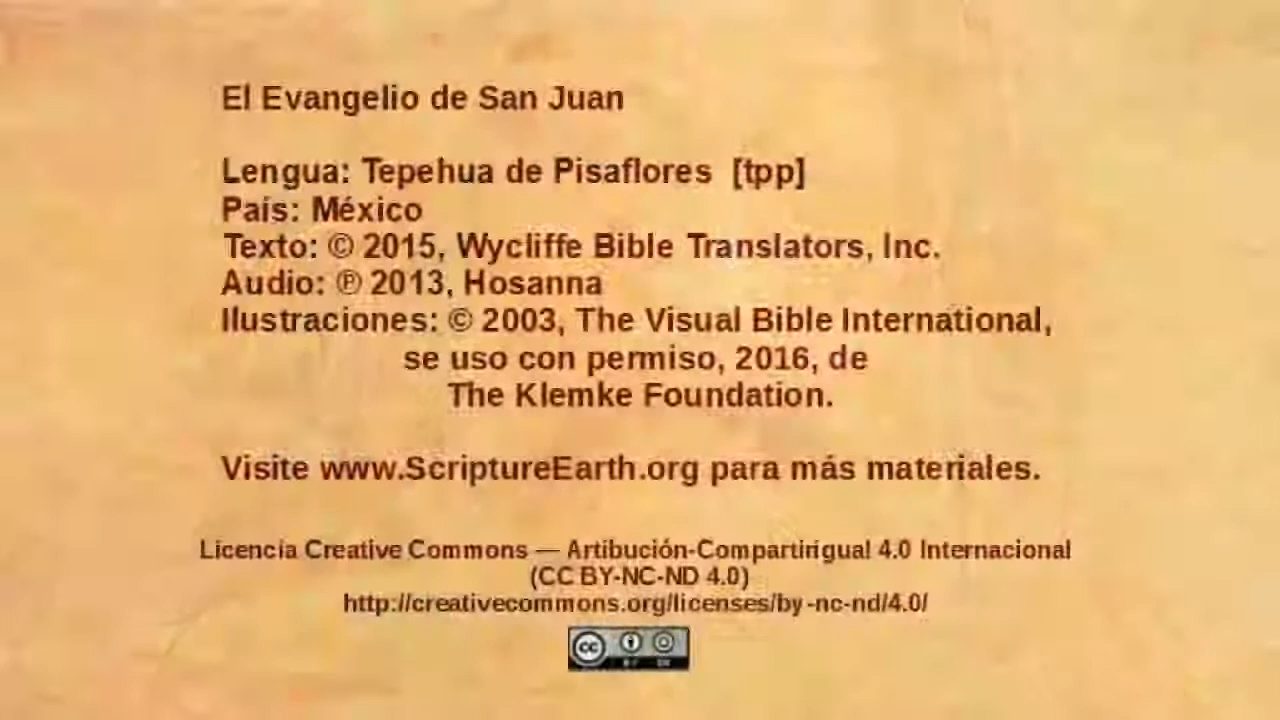 El Evangelio de San Juan
Lengua: Tepehua de Pisaflores [tpp]
País: México
Texto: © 2015, Wycliffe Bible Translators, Inc.
Audio: ℗ 2013, Hosanna
Ilustraciones: © 2003, The Visual Bible International,
se uso con permiso, 2016, de
The Klemke Foundation.
Visite www.ScriptureEarth.org para más materiales.
Licencia Creative Commons — Artibución-CompartirIgual 4.0 Internacional
(CC BY-NC-ND 4.0)
http://creativecommons.org/licenses/by-nc-nd/4.0/
cc